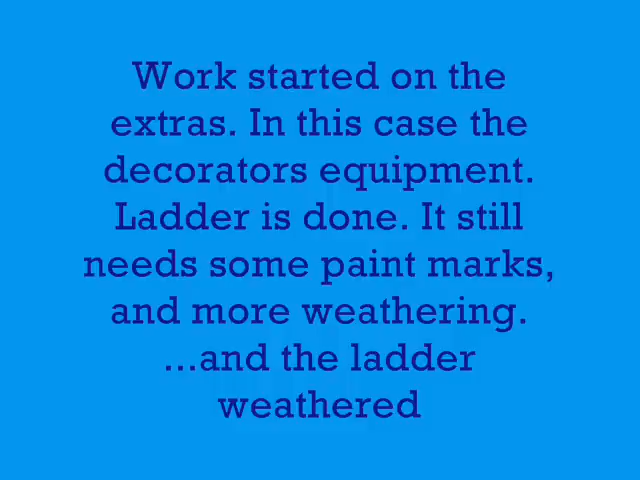 Work started on the
extras. In this case the
decorators equipment.
Ladder is done. It still
needs some paint marks,
and more weathering.
...and the ladder
weathered